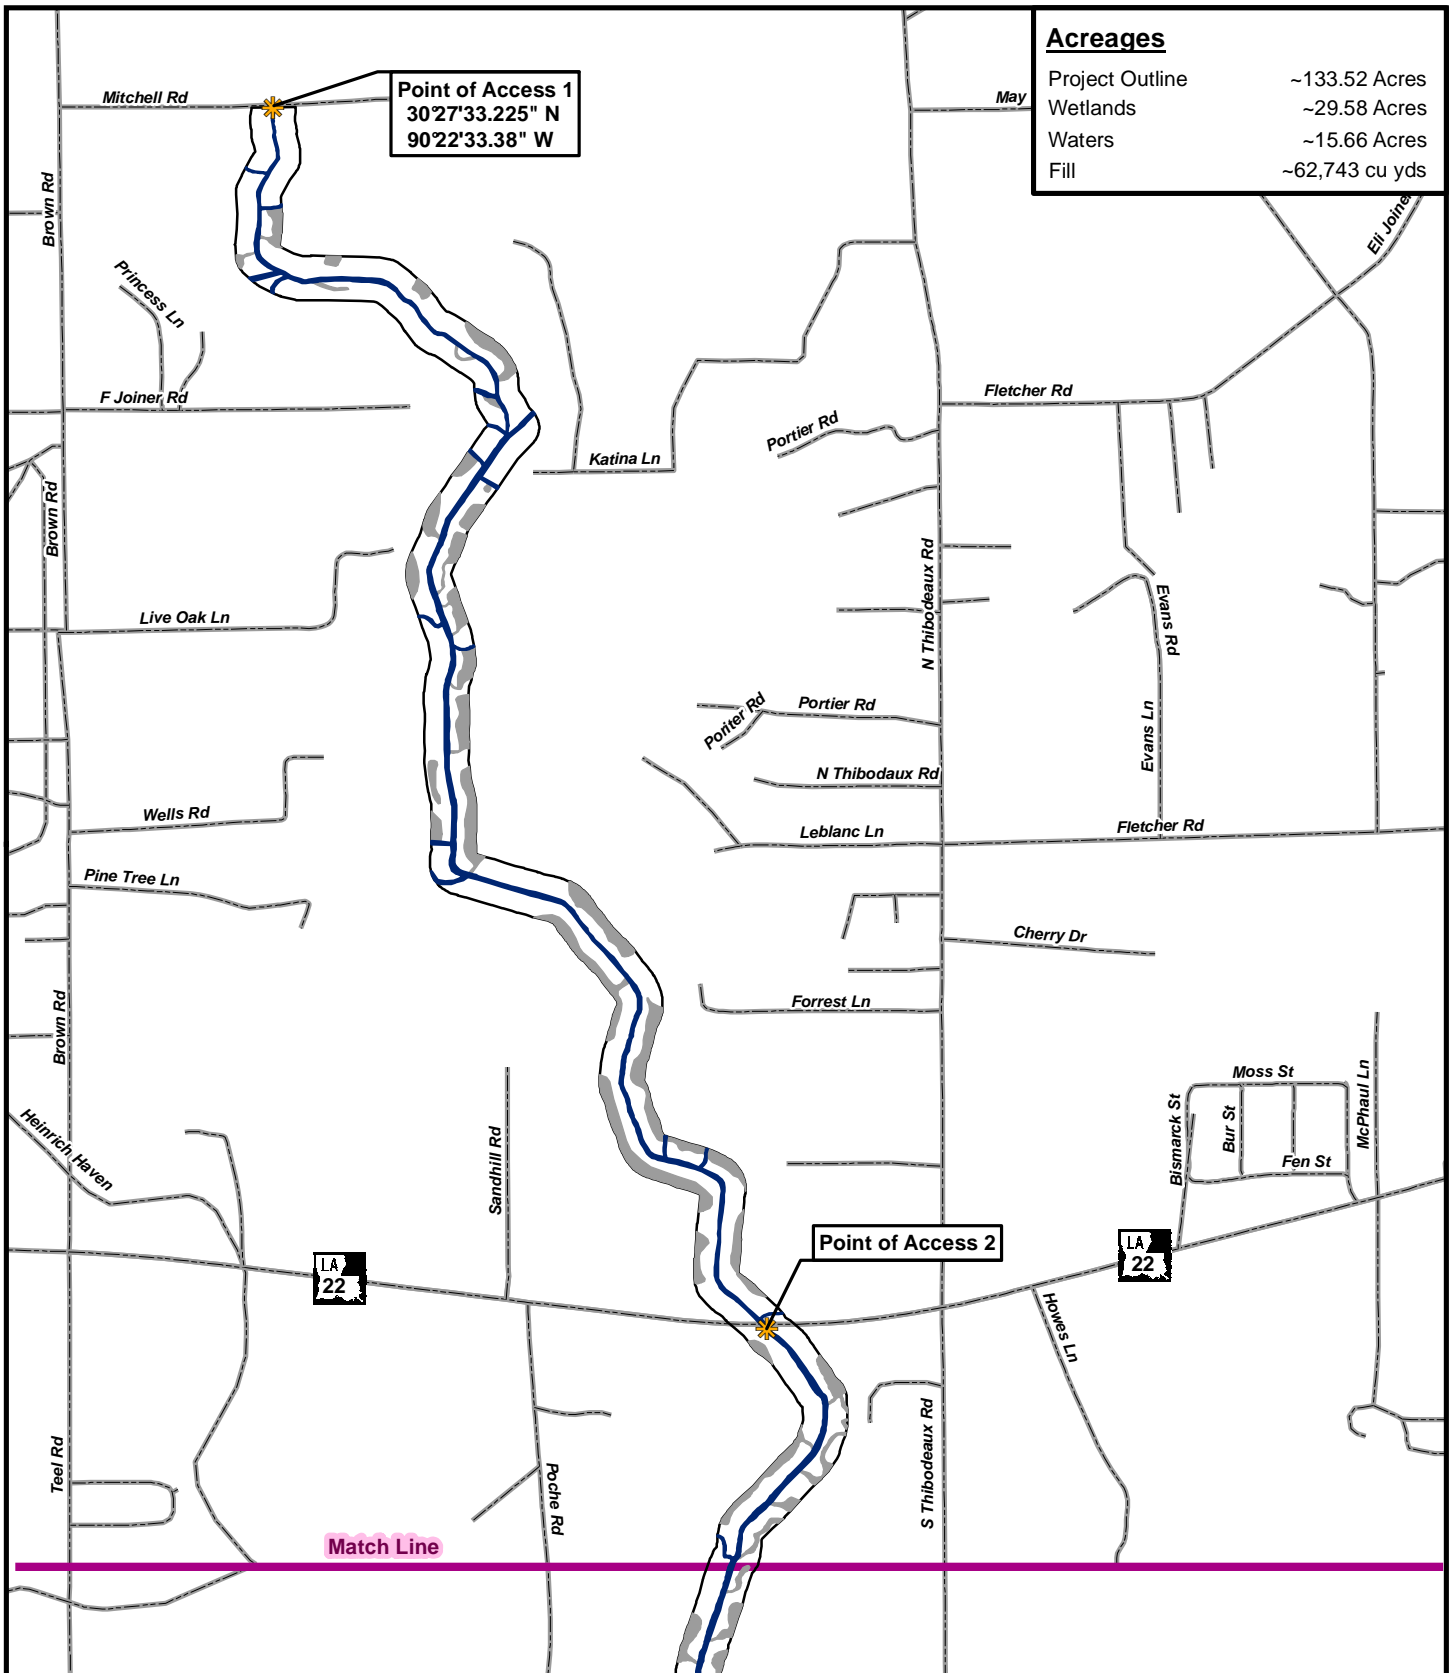 Acreages
Project Outline ~133.52 Acres
Wetlands ~29.58 Acres
Waters ~15.66 Acres
Fill ~62,743 cu yds
Point of Access 1
30°27'33.225" N
90°22'33.38" W
Mitchell Rd
May
Brown Rd
Eli Joiner
Princess Ln
F Joiner Rd
Fletcher Rd
Portier Rd
Katina Ln
Brown Rd
N Thibodeaux Rd
Live Oak Ln
Evans Rd
Portier Rd
Poriter Rd
Evans Ln
N Thibodaux Rd
Wells Rd
Leblanc Ln
Fletcher Rd
Pine Tree Ln
Cherry Dr
Forrest Ln
Brown Rd
Moss St
Bismarck St
Bur St
McPhaul Ln
Fen St
Heinrich Haven
Sandhill Rd
Point of Access 2
LA
22
LA
22
Howes Ln
Teel Rd
Poche Rd
S Thibodeaux Rd
Match Line